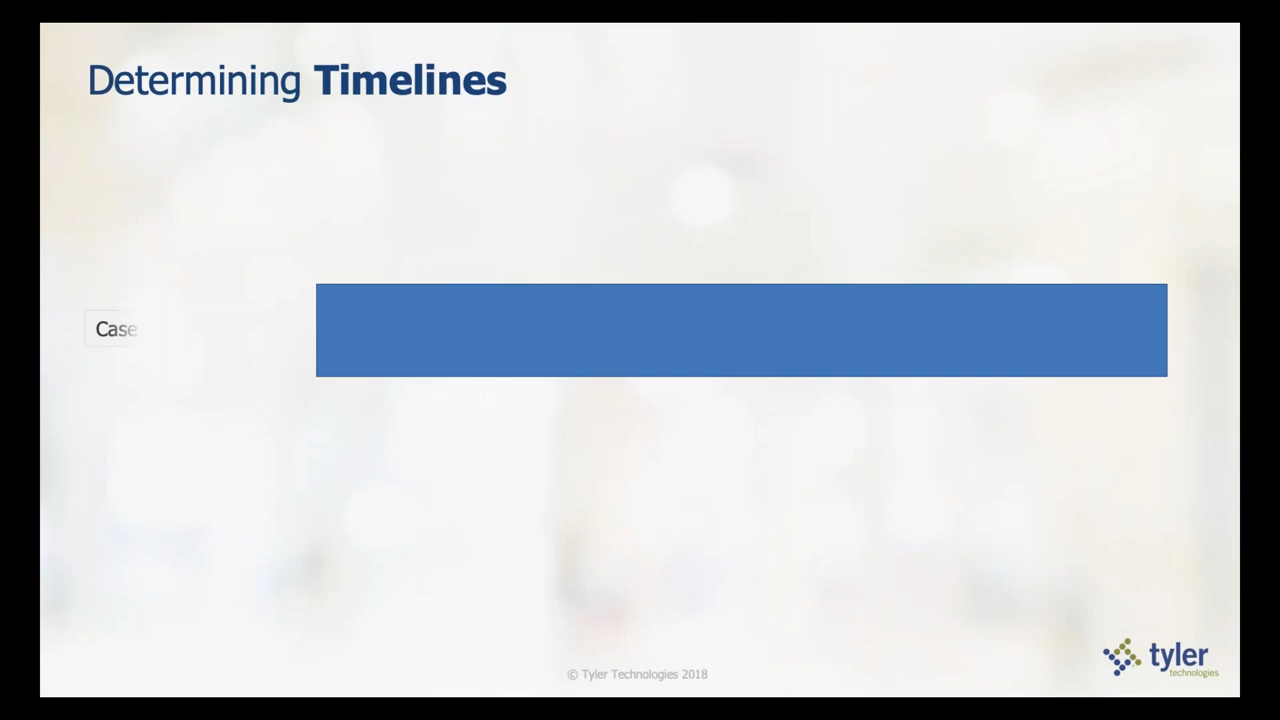 Determining Timelines
Case
© Tyler Technologies 2018
tyler
technologies